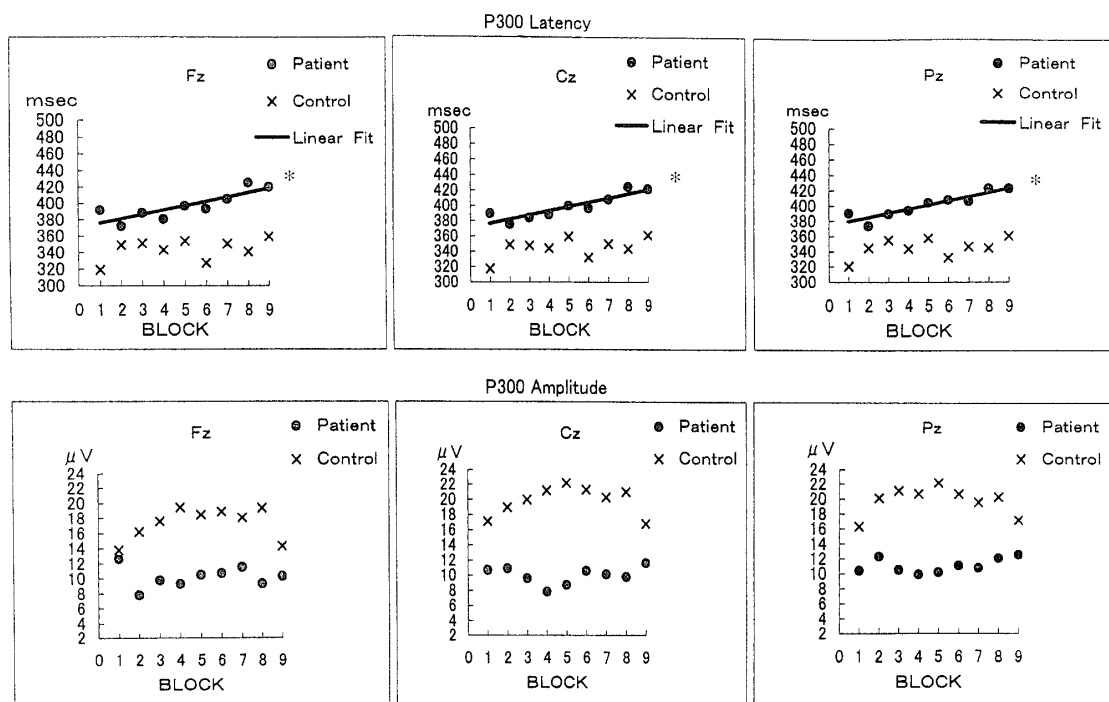 P300 Latency
Fz
Patient
Control
Linear Fit
msec
500
480
460
440
420
400
380
360
340
320
300
*
0 1 2 3 4 5 6 7 8 9
BLOCK
Cz
Patient
Control
Linear Fit
msec
500
480
460
440
420
400
380
360
340
320
300
*
0 1 2 3 4 5 6 7 8 9
BLOCK
Pz
Patient
Control
Linear Fit
msec
500
480
460
440
420
400
380
360
340
320
300
*
0 1 2 3 4 5 6 7 8 9
BLOCK
P300 Amplitude
Fz
Patient
Control
μV
24
22
20
18
16
14
12
10
8
6
4
2
0 1 2 3 4 5 6 7 8 9
BLOCK
Cz
Patient
Control
μV
24
22
20
18
16
14
12
10
8
6
4
2
0 1 2 3 4 5 6 7 8 9
BLOCK
Pz
Patient
Control
μV
24
22
20
18
16
14
12
10
8
6
4
2
0 1 2 3 4 5 6 7 8 9
BLOCK